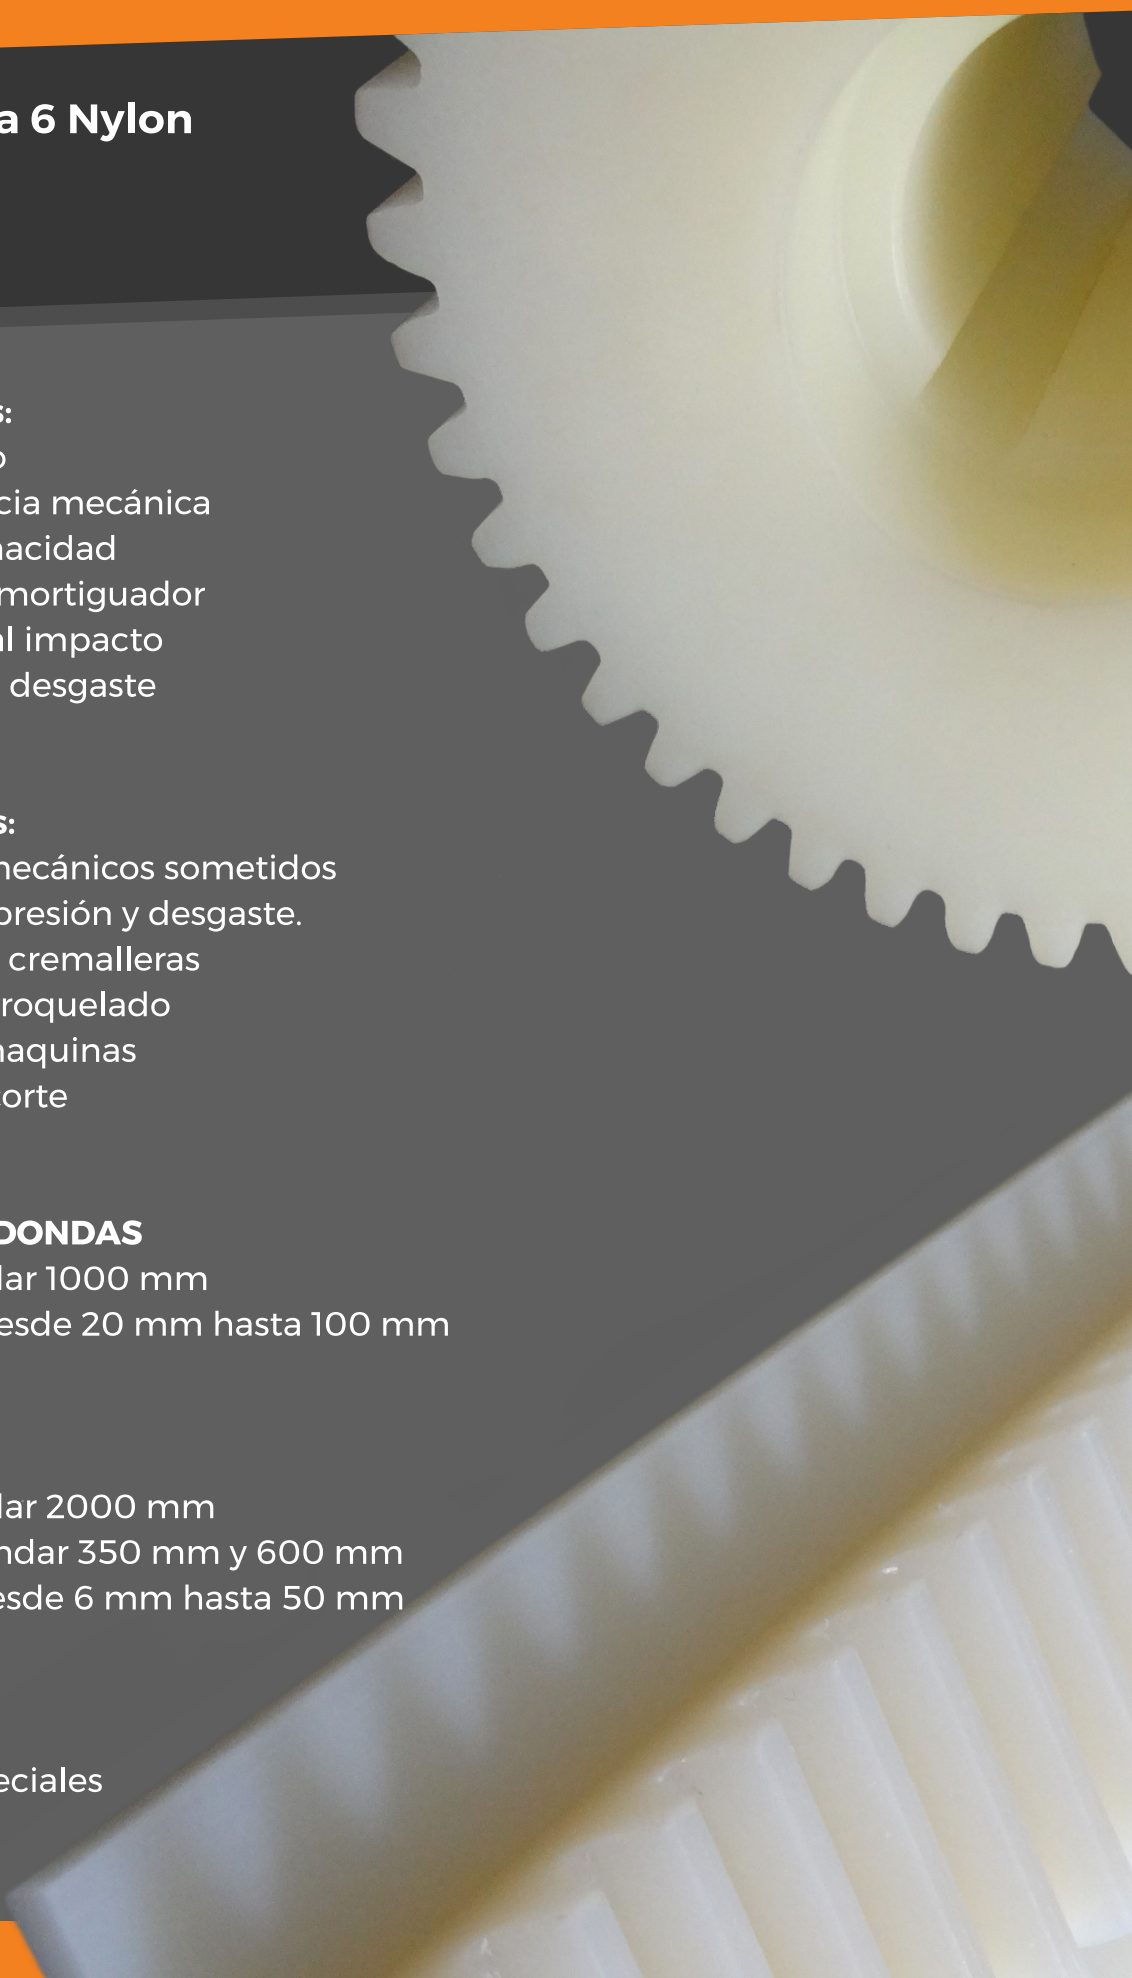 a 6 Nylon
s:
o
cia mecánica
nacidad
mortiguador
al impacto
desgaste
s:
necánicos sometidos
presión y desgaste.
cremalleras
roquelado
naquinas
corte
DONDAS
dar 1000 mm
esde 20 mm hasta 100 mm
dar 2000 mm
ndar 350 mm y 600 mm
esde 6 mm hasta 50 mm
eciales